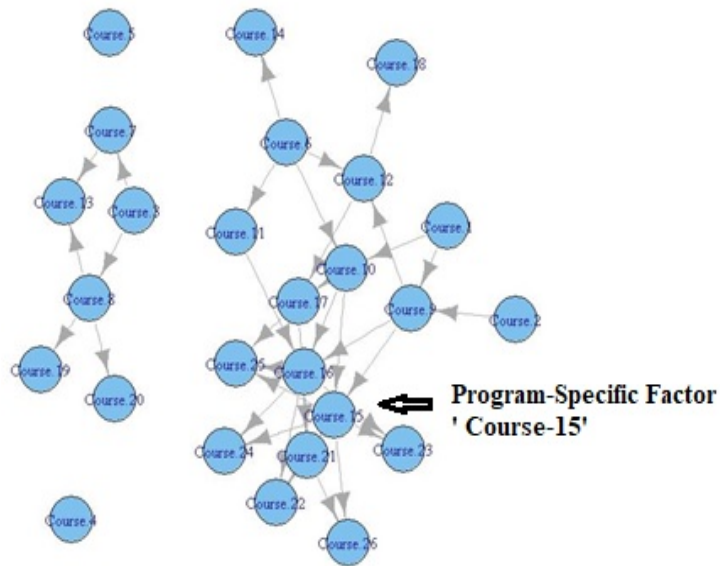 Course.5
Course.14
Course.18
Course.7
Course.6
Course.12
Course.13
Course.3
Course.11
Course.1
Course.10
Course.8
Course.17
Course.9
Course.2
Course.19
Course.25
Course.16
Course.20
Course.15
Program-Specific Factor
' Course-15'
Course.24
Course.21
Course.23
Course.22
Course.4
Course.26